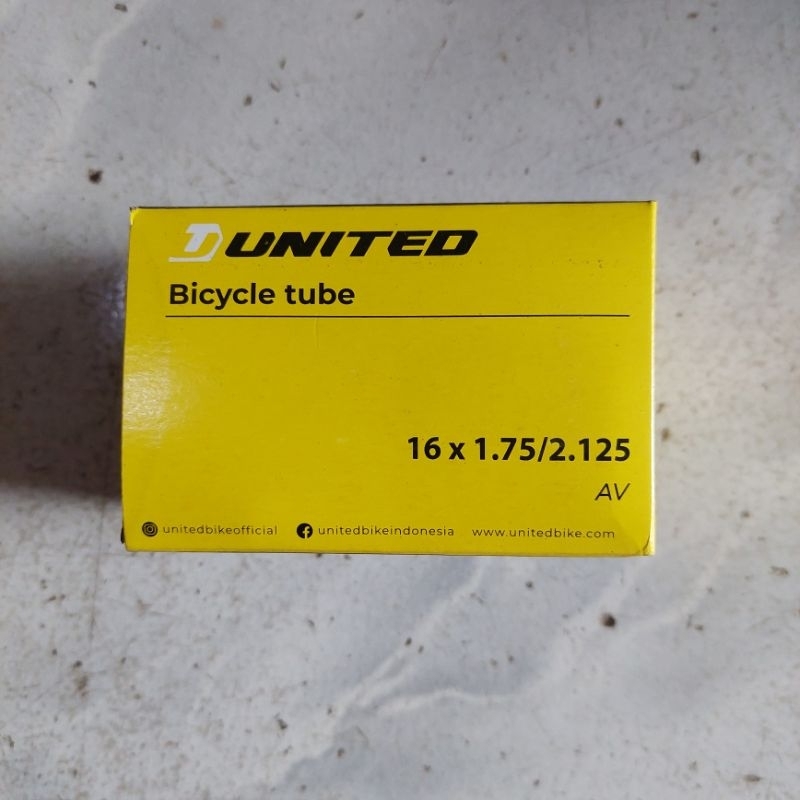 UNITED
Bicycle tube
16 x 1.75/2.125
AV
unitedbikeofficial unitedbikeindonesia www.unitedbike.com